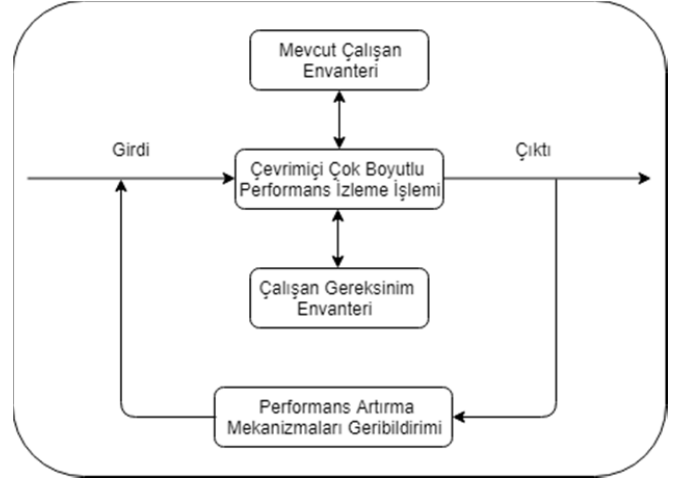 Mevcut Çalışan
Envanteri
Girdi
Çıktı
Çevrimiçi Çok Boyutlu
Performans İzleme İşlemi
Çalışan Gereksinim
Envanteri
Performans Artırma
Mekanizmaları Geribildirimi